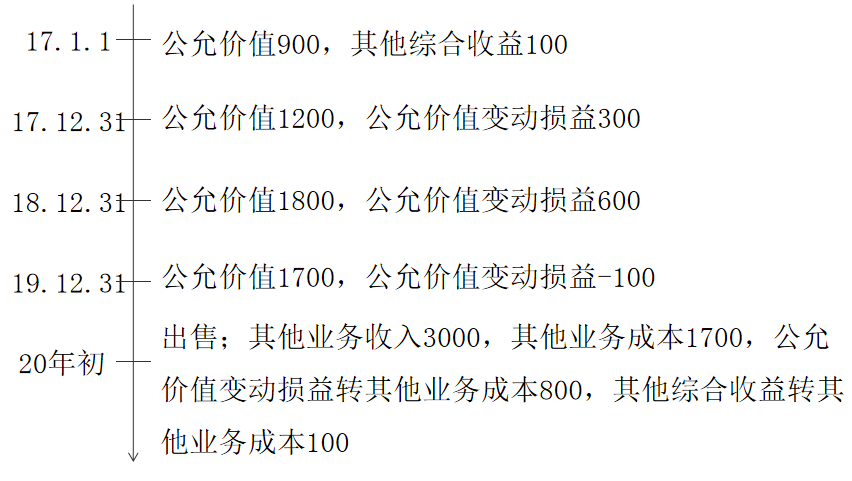 17.1.1 公允价值900，其他综合收益100
17.12.31 公允价值1200，公允价值变动损益300
18.12.31 公允价值1800，公允价值变动损益600
19.12.31 公允价值1700，公允价值变动损益-100
出售；其他业务收入3000，其他业务成本1700，公允
20年初 价值变动损益转其他业务成本800，其他综合收益转其
他业务成本100